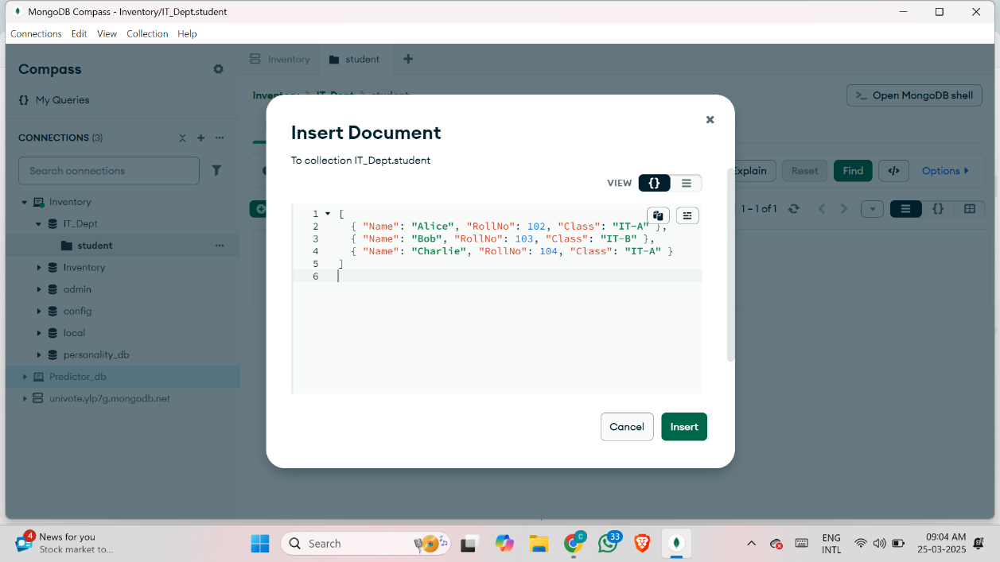 MongoDB Compass - Inventory/IT_Dept.student
Connections Edit View Collection Help
Compass
{} My Queries
CONNECTIONS (3)
Search connections
Inventory
IT_Dept
student
Inventory
admin
config
local
personality_db
Predictor_db
univote.ylp7g.mongodb.net
Inventory
student
Inventory > IT_Dept > student
>_ Open MongoDB shell
Explain
Reset
Find
</>
Options
1 – 1 of 1
{}
Insert Document
To collection IT_Dept.student
VIEW {}
1 [
2 { "Name": "Alice", "RollNo": 102, "Class": "IT-A" },
3 { "Name": "Bob", "RollNo": 103, "Class": "IT-B" },
4 { "Name": "Charlie", "RollNo": 104, "Class": "IT-A" }
5 ]
6
Cancel Insert
4
News for you
Stock market to...
Search
C
33
ENG
INTL
09:04 AM
25-03-2025